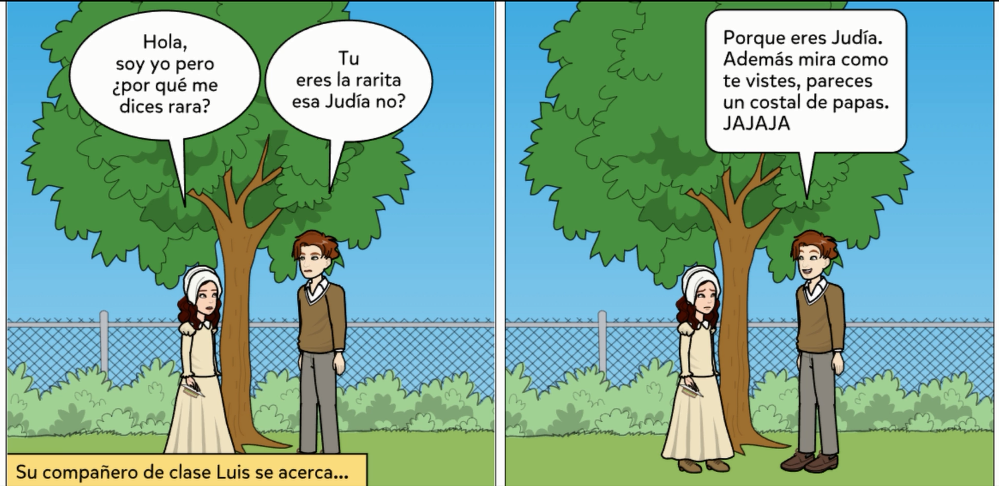 Hola,
soy yo pero
¿por qué me
dices rara?
Tu
eres la rarita
esa Judía no?
Su compañero de clase Luis se acerca...
Porque eres Judía.
Además mira como
te vistes, pareces
un costal de papas.
JAJAJA